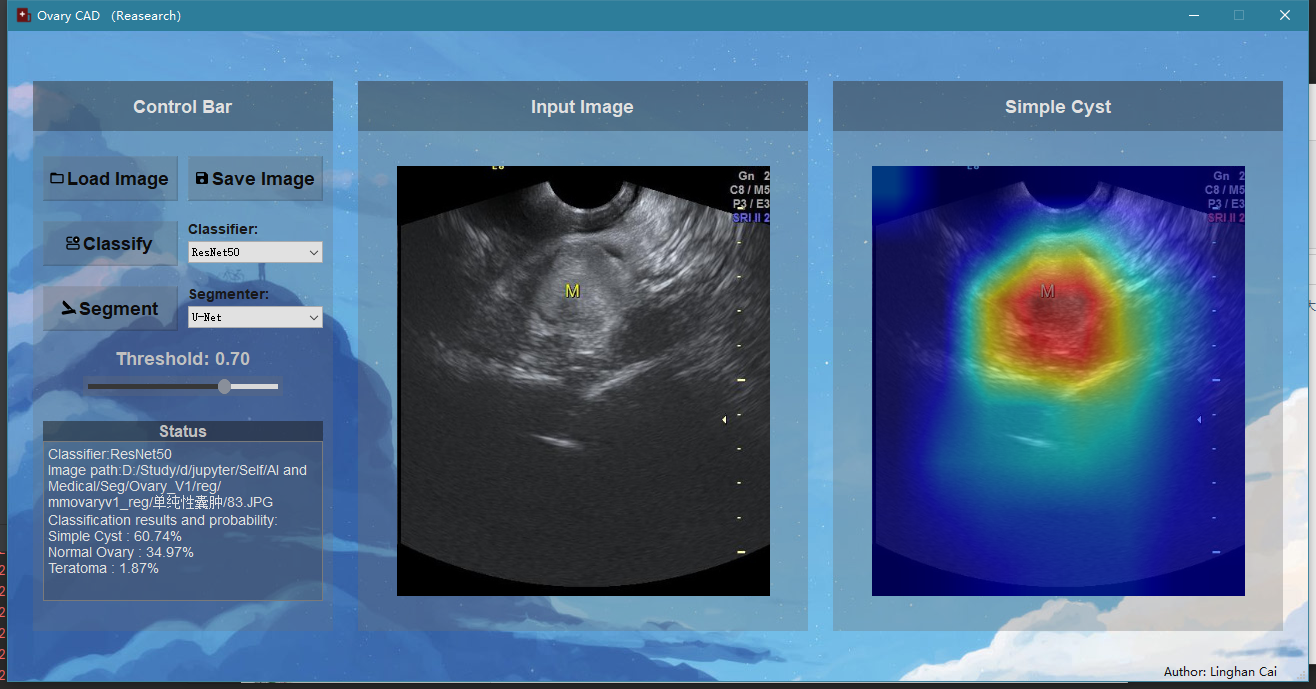 Ovary CAD (Reasearch)
Control Bar
Load Image
Save Image
Classify
Classifier:
ResNet50
Segment
Segmenter:
U-Net
Threshold: 0.70
Status
Classifier:ResNet50
Image path:D:/Study/d/jupyter/Self/AI and
Medical/Seg/Ovary_V1/reg/
mmovaryv1_reg/单纯性囊肿/83.JPG
Classification results and probability:
Simple Cyst : 60.74%
Normal Ovary : 34.97%
Teratoma : 1.87%
Input Image
Gn 2
C8 / M5
P3 / E3
SRI II 2
M
Simple Cyst
Gn 2
C8 / M5
P3 / E3
SRI II 2
M
Author: Linghan Cai